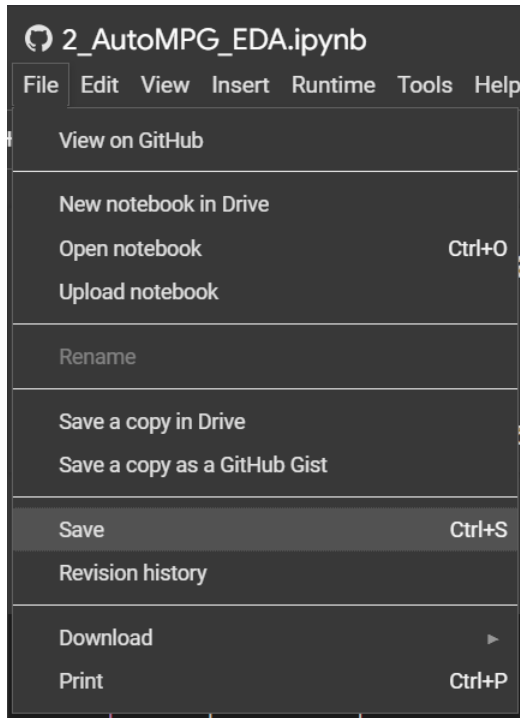 2_AutoMPG_EDA.ipynb
File Edit View Insert Runtime Tools Help
View on GitHub
New notebook in Drive
Open notebook Ctrl+O
Upload notebook
Rename
Save a copy in Drive
Save a copy as a GitHub Gist
Save Ctrl+S
Revision history
Download
Print Ctrl+P